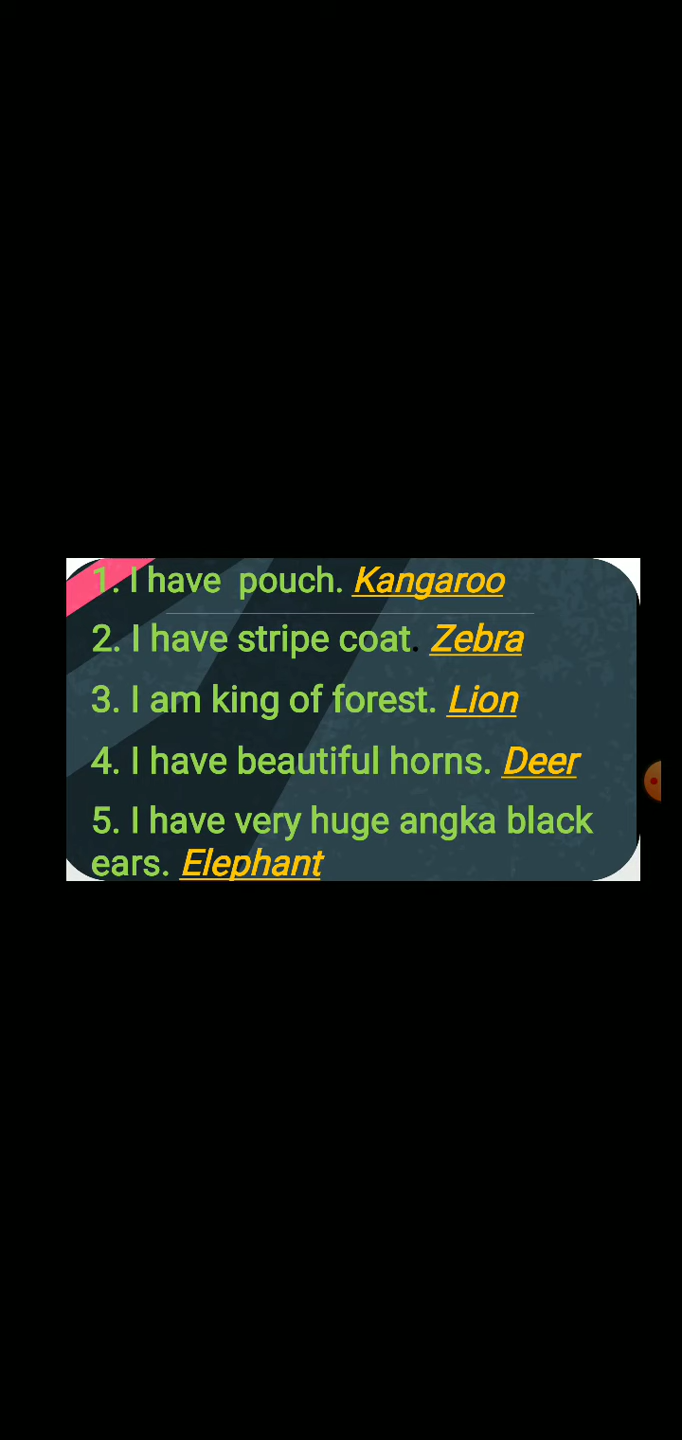 1. I have pouch. Kangaroo
2. I have stripe coat. Zebra
3. I am king of forest. Lion
4. I have beautiful horns. Deer
5. I have very huge angka black
ears. Elephant